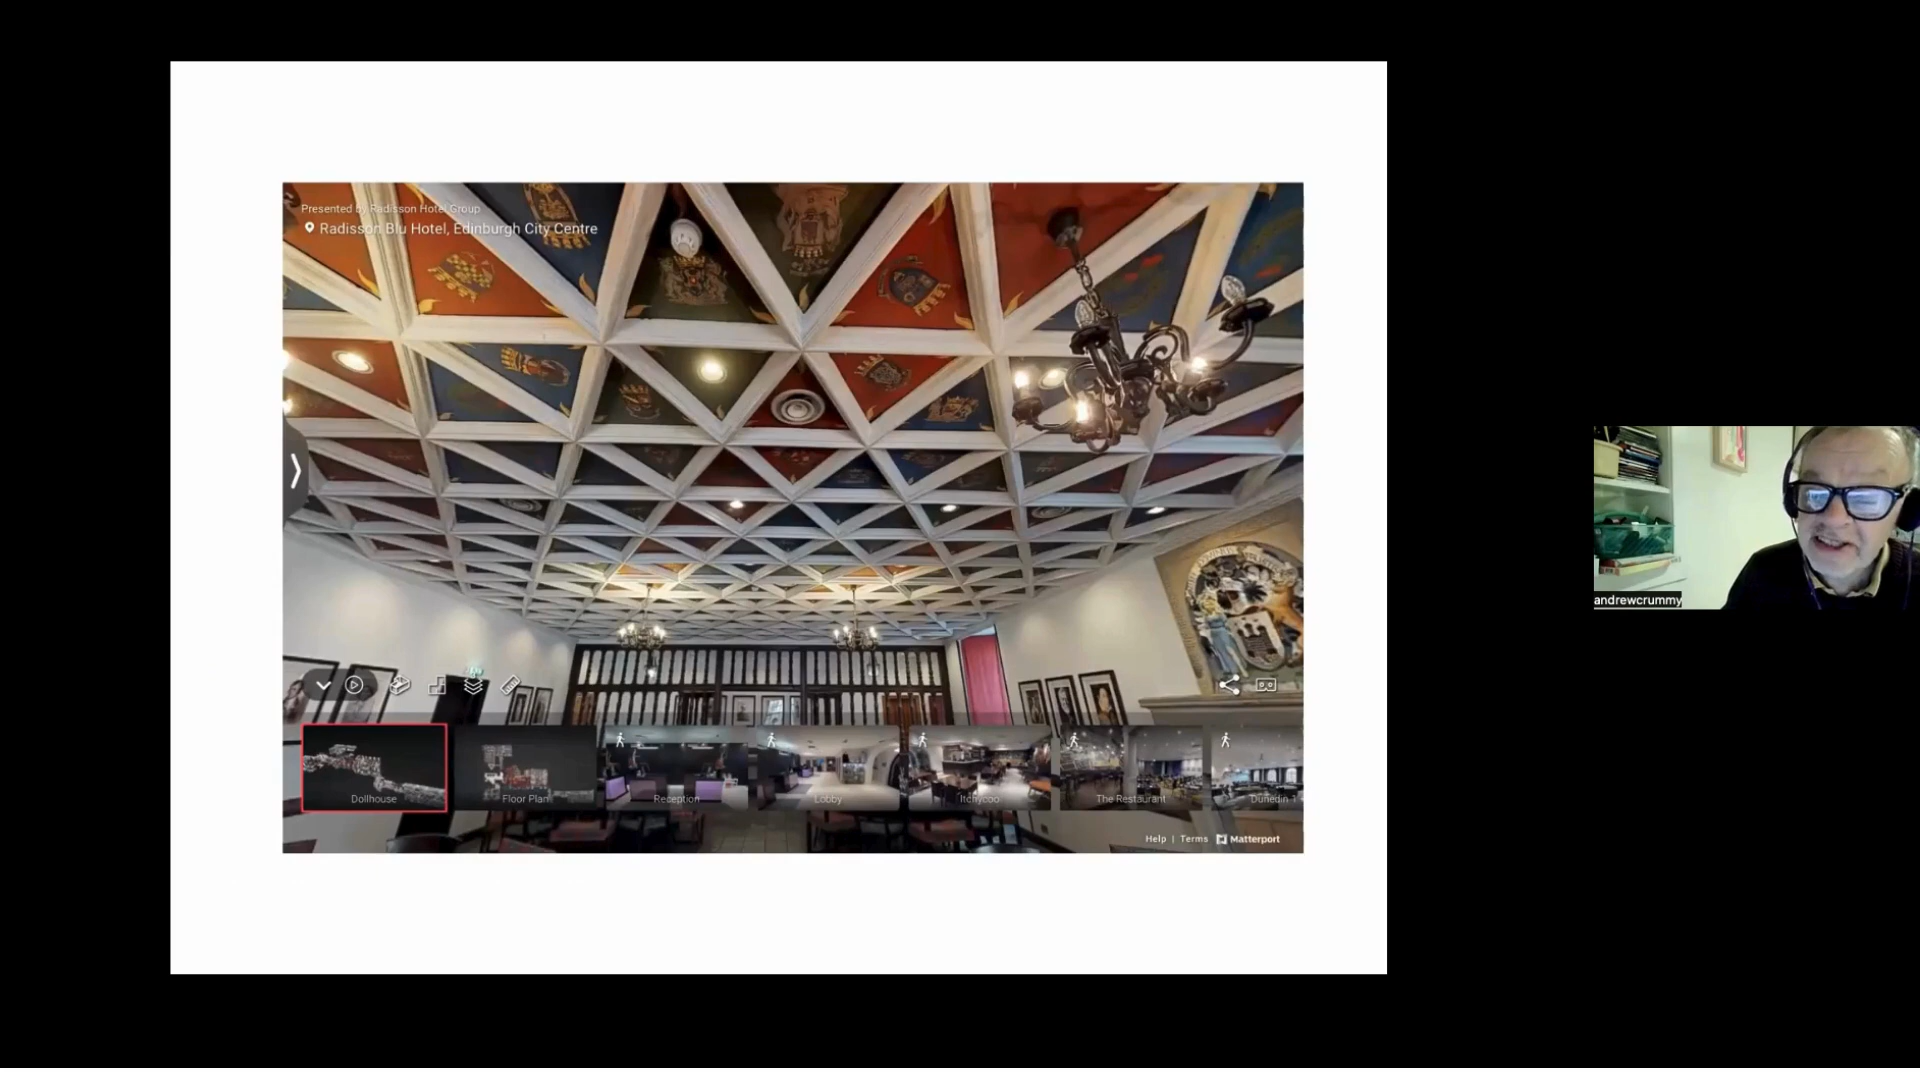 Presented by Radisson Hotel Group
Radisson Blu Hotel, Edinburgh City Centre
andrewcrummy
Dollhouse
Floor Plan
Reception
Lobby
Itchycoo
The Restaurant
Dunedin 1
Help | Terms Matterport